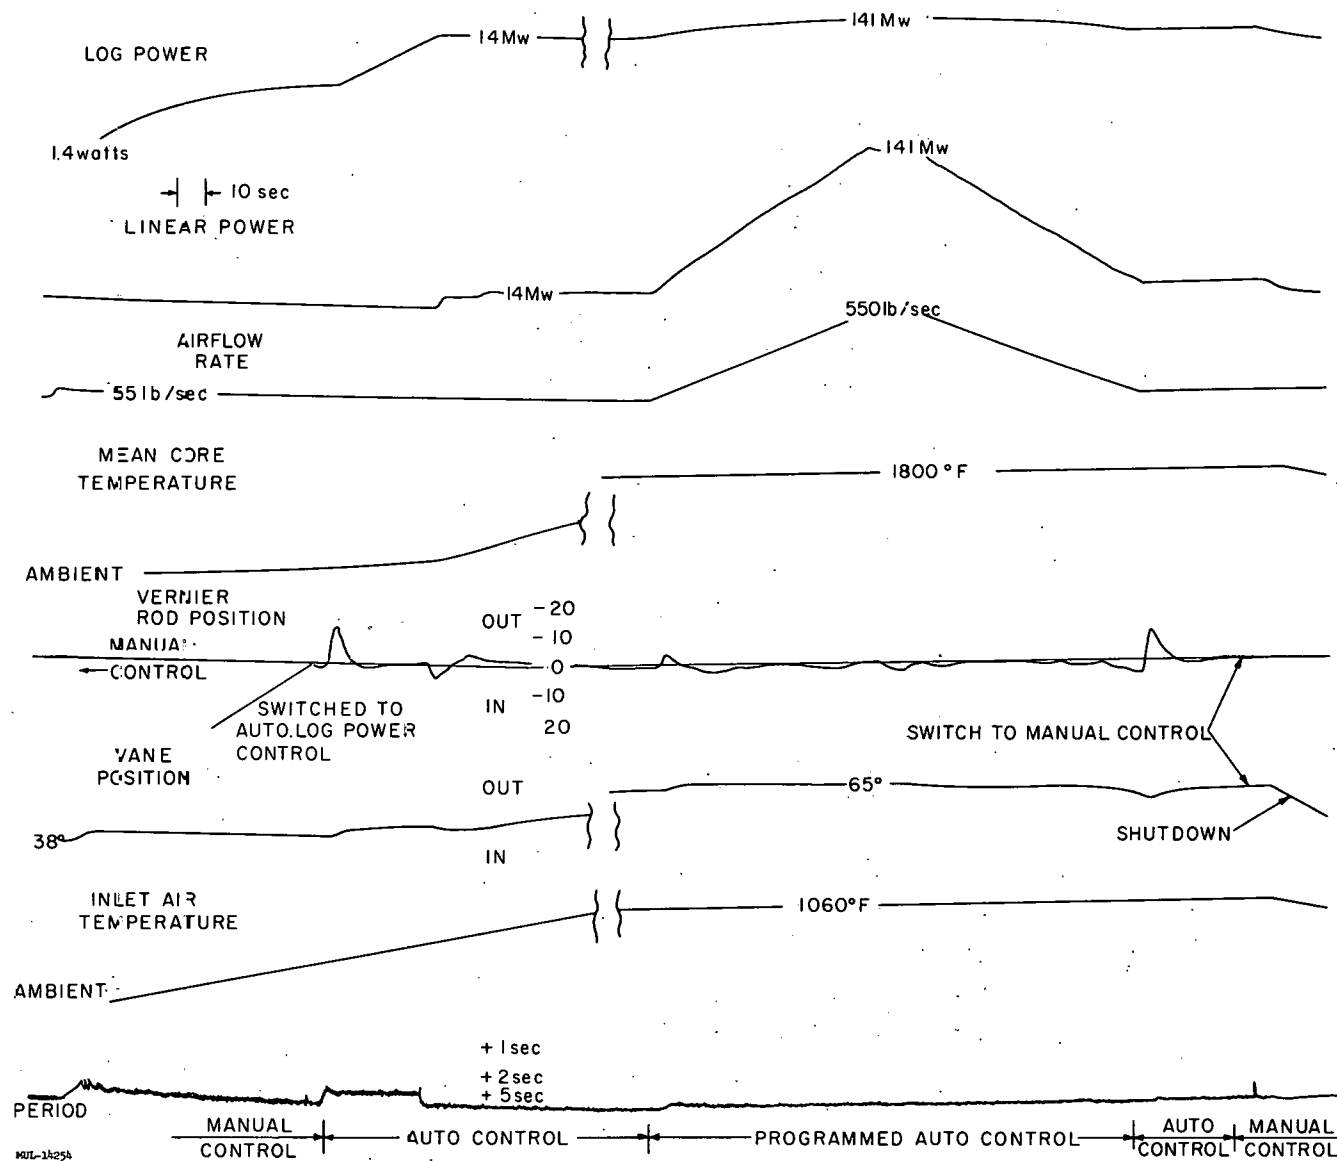 LOG POWER
14Mw
141Mw
1.4watts
10 sec
LINEAR POWER
141Mw
14Mw
AIRFLOW
RATE
550lb/sec
55lb/sec
MEAN CORE
TEMPERATURE
1800°F
AMBIENT
VERNIER
ROD POSITION
MANUAL
CONTROL
OUT
-20
-10
0
-10
20
IN
SWITCHED TO
AUTO.LOG POWER
CONTROL
SWITCH TO MANUAL CONTROL
VANE
POSITION
OUT
65°
38°
IN
SHUTDOWN
INLET AIR
TEMPERATURE
1060°F
AMBIENT
+1sec
+2sec
+5sec
PERIOD
MANUAL
CONTROL
AUTO CONTROL
PROGRAMMED AUTO CONTROL
AUTO
CONTROL
MANUAL
CONTROL
MUL-14254